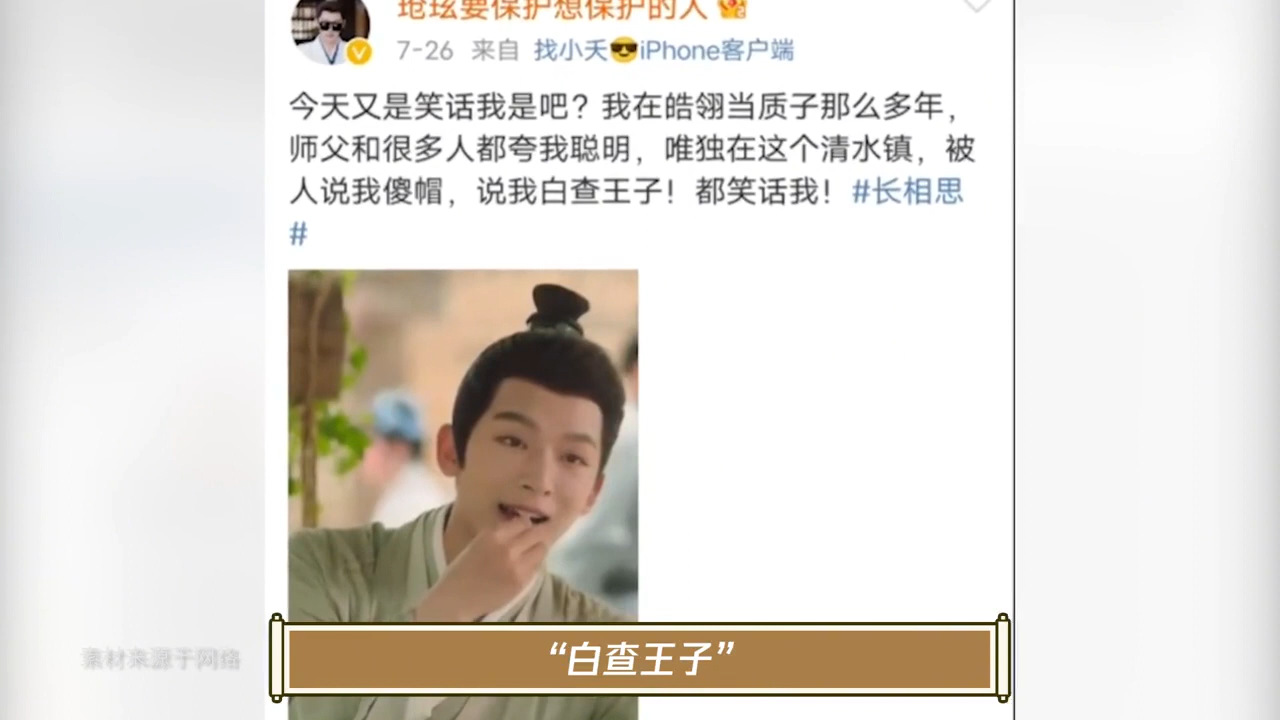 玱玹要保护想保护的人
7-26 来自 找小夭😎iPhone客户端
今天又是笑话我是吧？我在皓翎当质子那么多年，
师父和很多人都夸我聪明，唯独在这个清水镇，被
人说我傻帽，说我白查王子！都笑话我！#长相思
#
素材来源于网络
“白查王子”